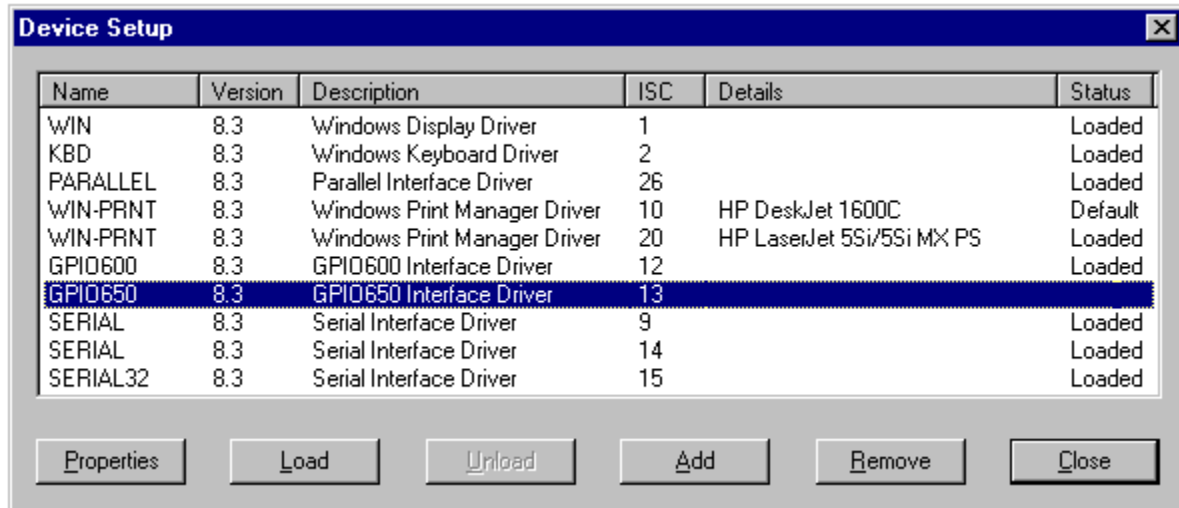 Device Setup
Name Version Description ISC Details Status
WIN 8.3 Windows Display Driver 1 Loaded
KBD 8.3 Windows Keyboard Driver 2 Loaded
PARALLEL 8.3 Parallel Interface Driver 26 Loaded
WIN-PRNT 8.3 Windows Print Manager Driver 10 HP DeskJet 1600C Default
WIN-PRNT 8.3 Windows Print Manager Driver 20 HP LaserJet 5Si/5Si MX PS Loaded
GPIO600 8.3 GPIO600 Interface Driver 12 Loaded
GPIO650 8.3 GPIO650 Interface Driver 13
SERIAL 8.3 Serial Interface Driver 9 Loaded
SERIAL 8.3 Serial Interface Driver 14 Loaded
SERIAL32 8.3 Serial Interface Driver 15 Loaded
Properties Load Unload Add Remove Close